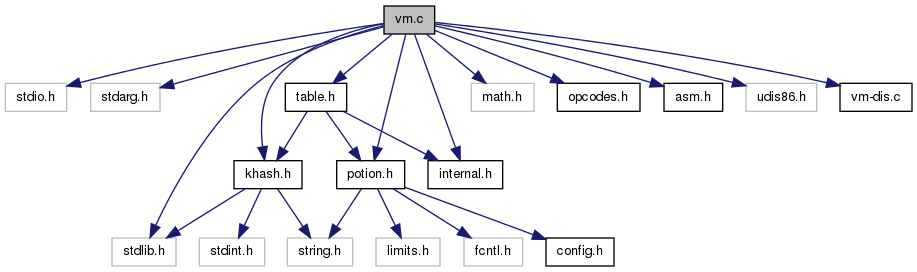 vm.c
stdio.h
stdarg.h
table.h
math.h
opcodes.h
asm.h
udis86.h
vm-dis.c
khash.h
potion.h
internal.h
stdlib.h
stdint.h
string.h
limits.h
fcntl.h
config.h